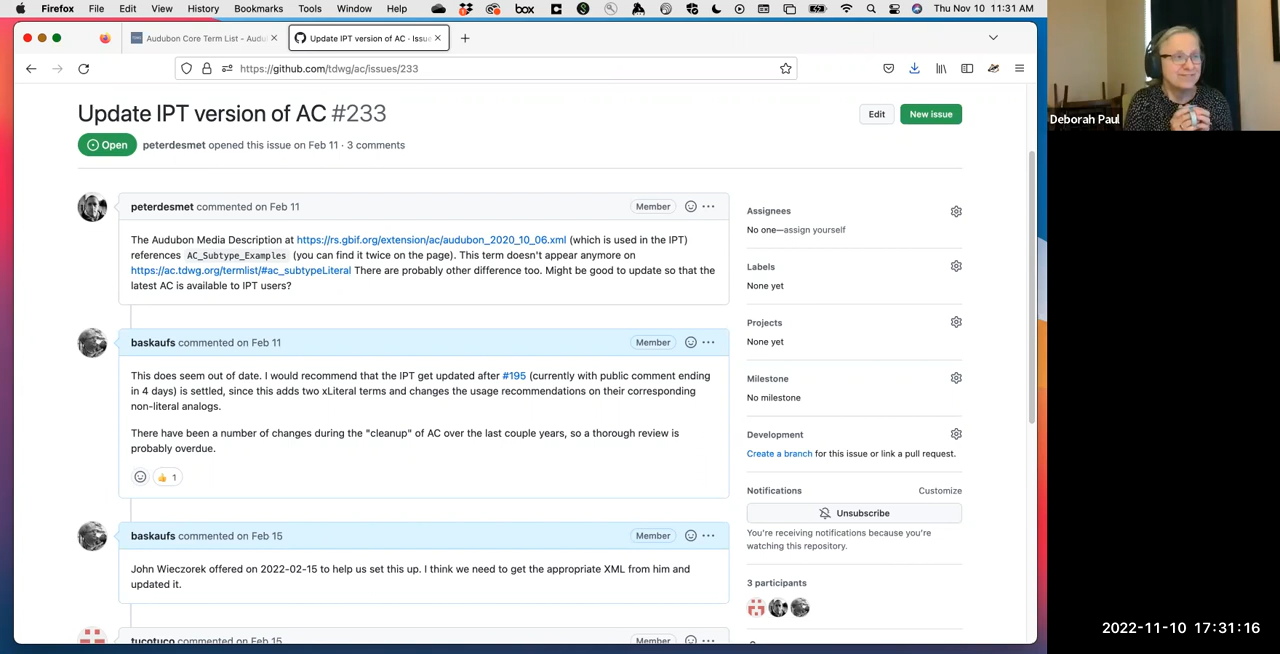 Firefox File Edit View History Bookmarks Tools Window Help box Thu Nov 10 11:31 AM
Audubon Core Term List - Audu
Update IPT version of AC · Issue
https://github.com/tdwg/ac/issues/233
Update IPT version of AC #233
Edit
New issue
Open
peterdesmet opened this issue on Feb 11 · 3 comments
peterdesmet commented on Feb 11
Member
The Audubon Media Description at https://rs.gbif.org/extension/ac/audubon_2020_10_06.xml (which is used in the IPT)
references AC_Subtype_Examples (you can find it twice on the page). This term doesn't appear anymore on
https://ac.tdwg.org/termlist/#ac_subtypeLiteral There are probably other difference too. Might be good to update so that the
latest AC is available to IPT users?
baskaufs commented on Feb 11
Member
This does seem out of date. I would recommend that the IPT get updated after #195 (currently with public comment ending
in 4 days) is settled, since this adds two xLiteral terms and changes the usage recommendations on their corresponding
non-literal analogs.
There have been a number of changes during the "cleanup" of AC over the last couple years, so a thorough review is
probably overdue.
1
baskaufs commented on Feb 15
Member
John Wieczorek offered on 2022-02-15 to help us set this up. I think we need to get the appropriate XML from him and
updated it.
tucotuco commented on Feb 15
Member
Assignees
No one—assign yourself
Labels
None yet
Projects
None yet
Milestone
No milestone
Development
Create a branch for this issue or link a pull request.
Notifications
Customize
Unsubscribe
You're receiving notifications because you're
watching this repository.
3 participants
Deborah Paul
2022-11-10 17:31:16